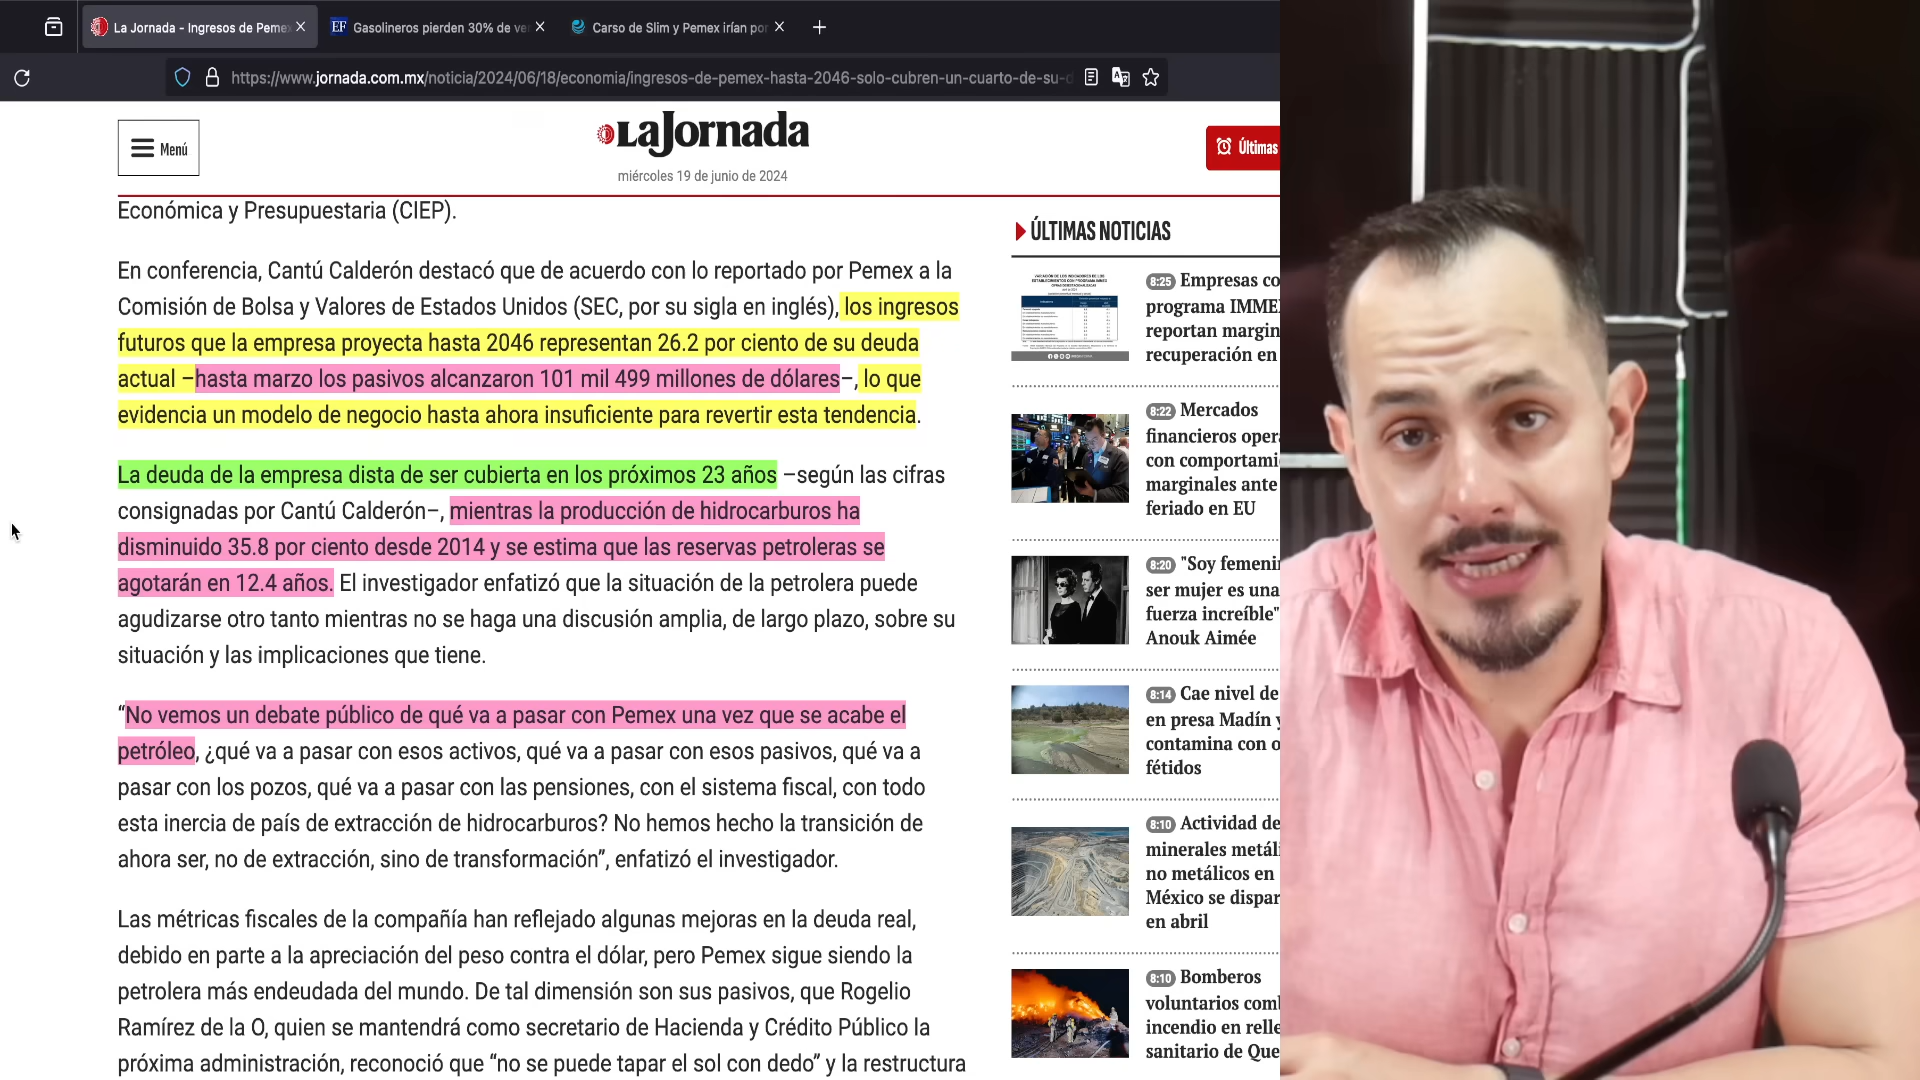 La Jornada - Ingresos de Peme
Gasolineros pierden 30% de ve
Carso de Slim y Pemex irían por
https://www.jornada.com.mx/noticia/2024/06/18/economia/ingresos-de-pemex-hasta-2046-solo-cubren-un-cuarto-de-su-d
Menú
LaJornada
miércoles 19 de junio de 2024
Últimas
Económica y Presupuestaria (CIEP).
En conferencia, Cantú Calderón destacó que de acuerdo con lo reportado por Pemex a la
Comisión de Bolsa y Valores de Estados Unidos (SEC, por su sigla en inglés), los ingresos
futuros que la empresa proyecta hasta 2046 representan 26.2 por ciento de su deuda
actual –hasta marzo los pasivos alcanzaron 101 mil 499 millones de dólares–, lo que
evidencia un modelo de negocio hasta ahora insuficiente para revertir esta tendencia.
La deuda de la empresa dista de ser cubierta en los próximos 23 años –según las cifras
consignadas por Cantú Calderón–, mientras la producción de hidrocarburos ha
disminuido 35.8 por ciento desde 2014 y se estima que las reservas petroleras se
agotarán en 12.4 años. El investigador enfatizó que la situación de la petrolera puede
agudizarse otro tanto mientras no se haga una discusión amplia, de largo plazo, sobre su
situación y las implicaciones que tiene.
“No vemos un debate público de qué va a pasar con Pemex una vez que se acabe el
petróleo, ¿qué va a pasar con esos activos, qué va a pasar con esos pasivos, qué va a
pasar con los pozos, qué va a pasar con las pensiones, con el sistema fiscal, con todo
esta inercia de país de extracción de hidrocarburos? No hemos hecho la transición de
ahora ser, no de extracción, sino de transformación”, enfatizó el investigador.
Las métricas fiscales de la compañía han reflejado algunas mejoras en la deuda real,
debido en parte a la apreciación del peso contra el dólar, pero Pemex sigue siendo la
petrolera más endeudada del mundo. De tal dimensión son sus pasivos, que Rogelio
Ramírez de la O, quien se mantendrá como secretario de Hacienda y Crédito Público la
próxima administración, reconoció que “no se puede tapar el sol con dedo” y la restructura
ÚLTIMAS NOTICIAS
8:25 Empresas co
programa IMME
reportan margin
recuperación en
8:22 Mercados
financieros oper
con comportami
marginales ante
feriado en EU
8:20 "Soy femenin
ser mujer es una
fuerza increíble"
Anouk Aimée
8:14 Cae nivel de
en presa Madín y
contamina con o
fétidos
8:10 Actividad de
minerales metáli
no metálicos en
México se dispar
en abril
8:10 Bomberos
voluntarios comb
incendio en relle
sanitario de Que